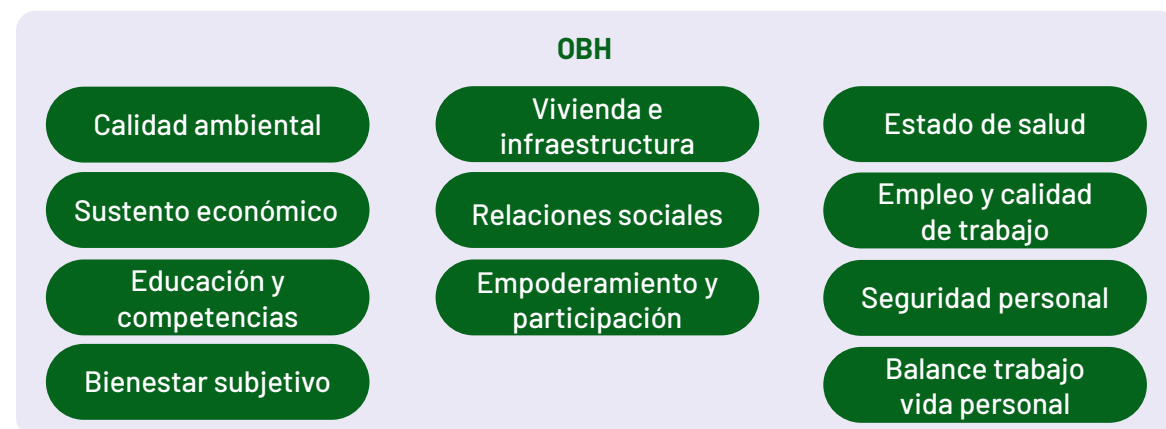 OBH
Calidad ambiental
Vivienda e
infraestructura
Estado de salud
Sustento económico
Relaciones sociales
Empleo y calidad
de trabajo
Educación y
competencias
Empoderamiento y
participación
Seguridad personal
Bienestar subjetivo
Balance trabajo
vida personal